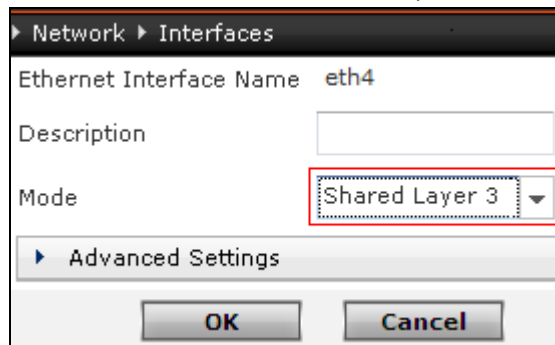 Network Interfaces
Ethernet Interface Name eth4
Description
Mode Shared Layer 3
Advanced Settings
OK Cancel